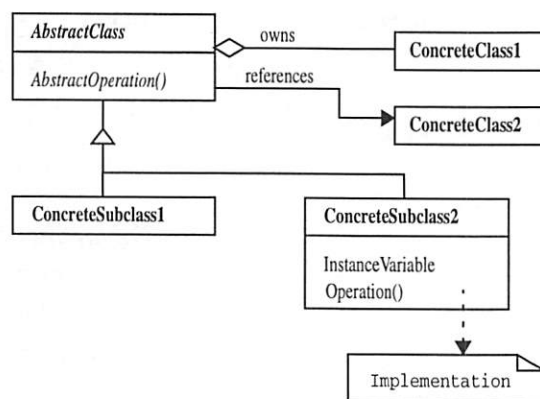 AbstractClass
owns
ConcreteClass1
AbstractOperation()
references
ConcreteClass2
ConcreteSubclass1
ConcreteSubclass2
InstanceVariable
Operation()
Implementation